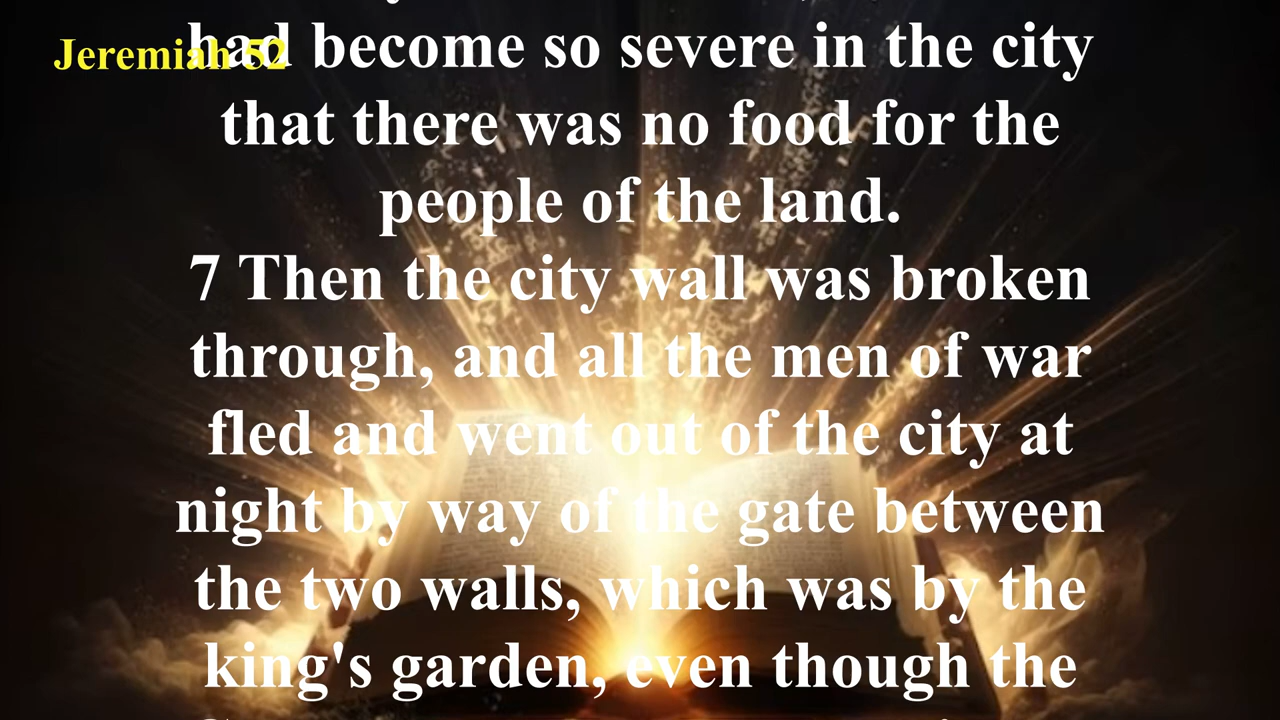 Jeremiah 52
had become so severe in the city
that there was no food for the
people of the land.
7 Then the city wall was broken
through, and all the men of war
fled and went out of the city at
night by way of the gate between
the two walls, which was by the
king's garden, even though the